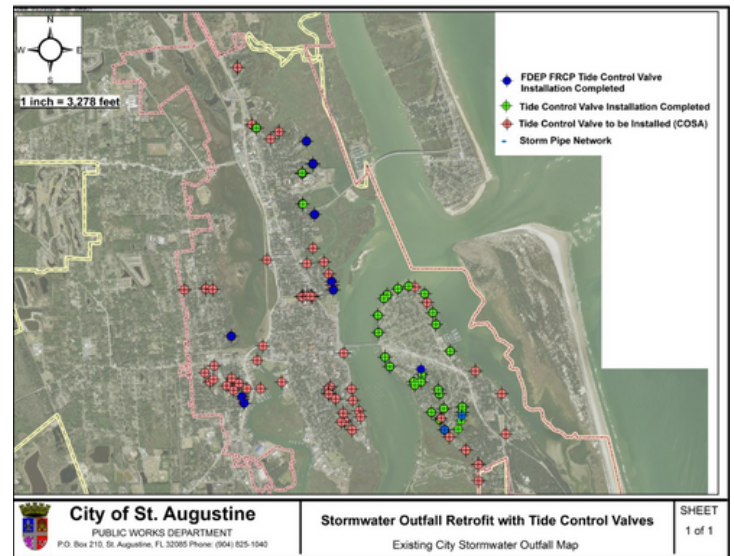 N
W E
S
1 inch = 3,278 feet
FDEP FRCP Tide Control Valve
Installation Completed
Tide Control Valve Installation Completed
Tide Control Valve to be Installed (COSA)
Storm Pipe Network
City of St. Augustine
PUBLIC WORKS DEPARTMENT
P.O. Box 210, St. Augustine, FL 32085 Phone: (904) 825-1040
Stormwater Outfall Retrofit with Tide Control Valves
Existing City Stormwater Outfall Map
SHEET
1 of 1